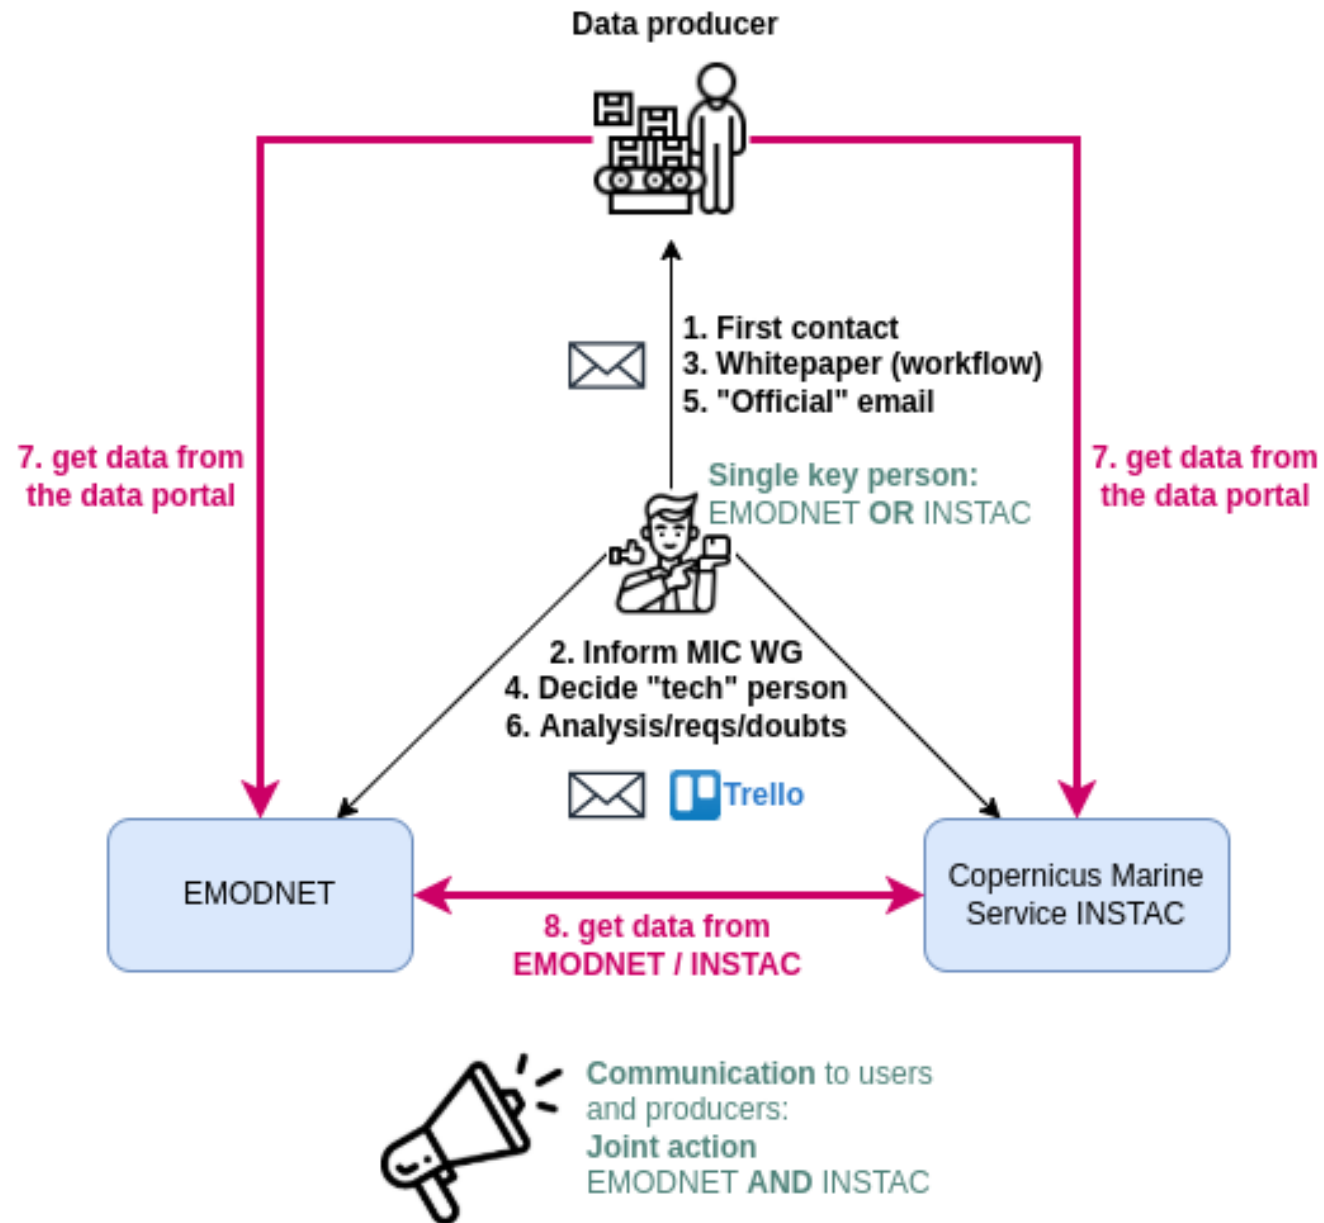 Data producer
1. First contact
3. Whitepaper (workflow)
5. "Official" email
7. get data from
the data portal
7. get data from
the data portal
Single key person:
EMODNET OR INSTAC
2. Inform MIC WG
4. Decide "tech" person
6. Analysis/reqs/doubts
Trello
EMODNET
Copernicus Marine
Service INSTAC
8. get data from
EMODNET / INSTAC
Communication to users
and producers:
Joint action
EMODNET AND INSTAC